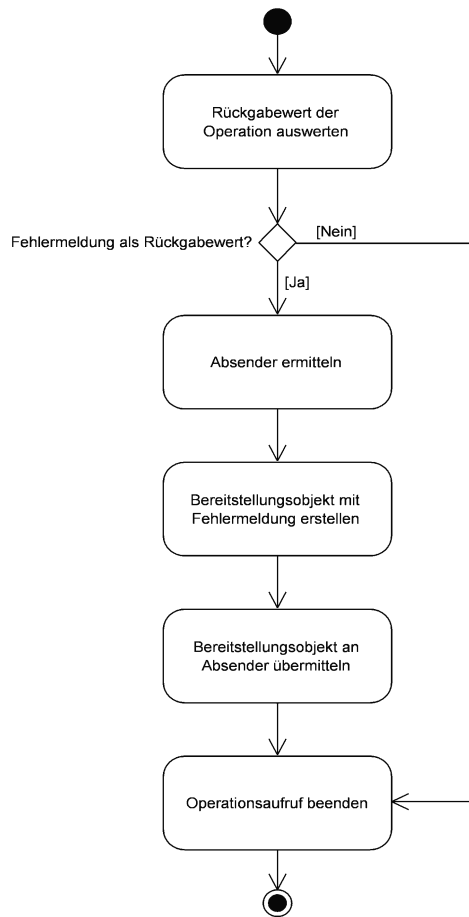 Rückgabewert der
Operation auswerten
Fehlermeldung als Rückgabewert?
[Nein]
[Ja]
Absender ermitteln
Bereitstellungsobjekt mit
Fehlermeldung erstellen
Bereitstellungsobjekt an
Absender übermitteln
Operationsaufruf beenden